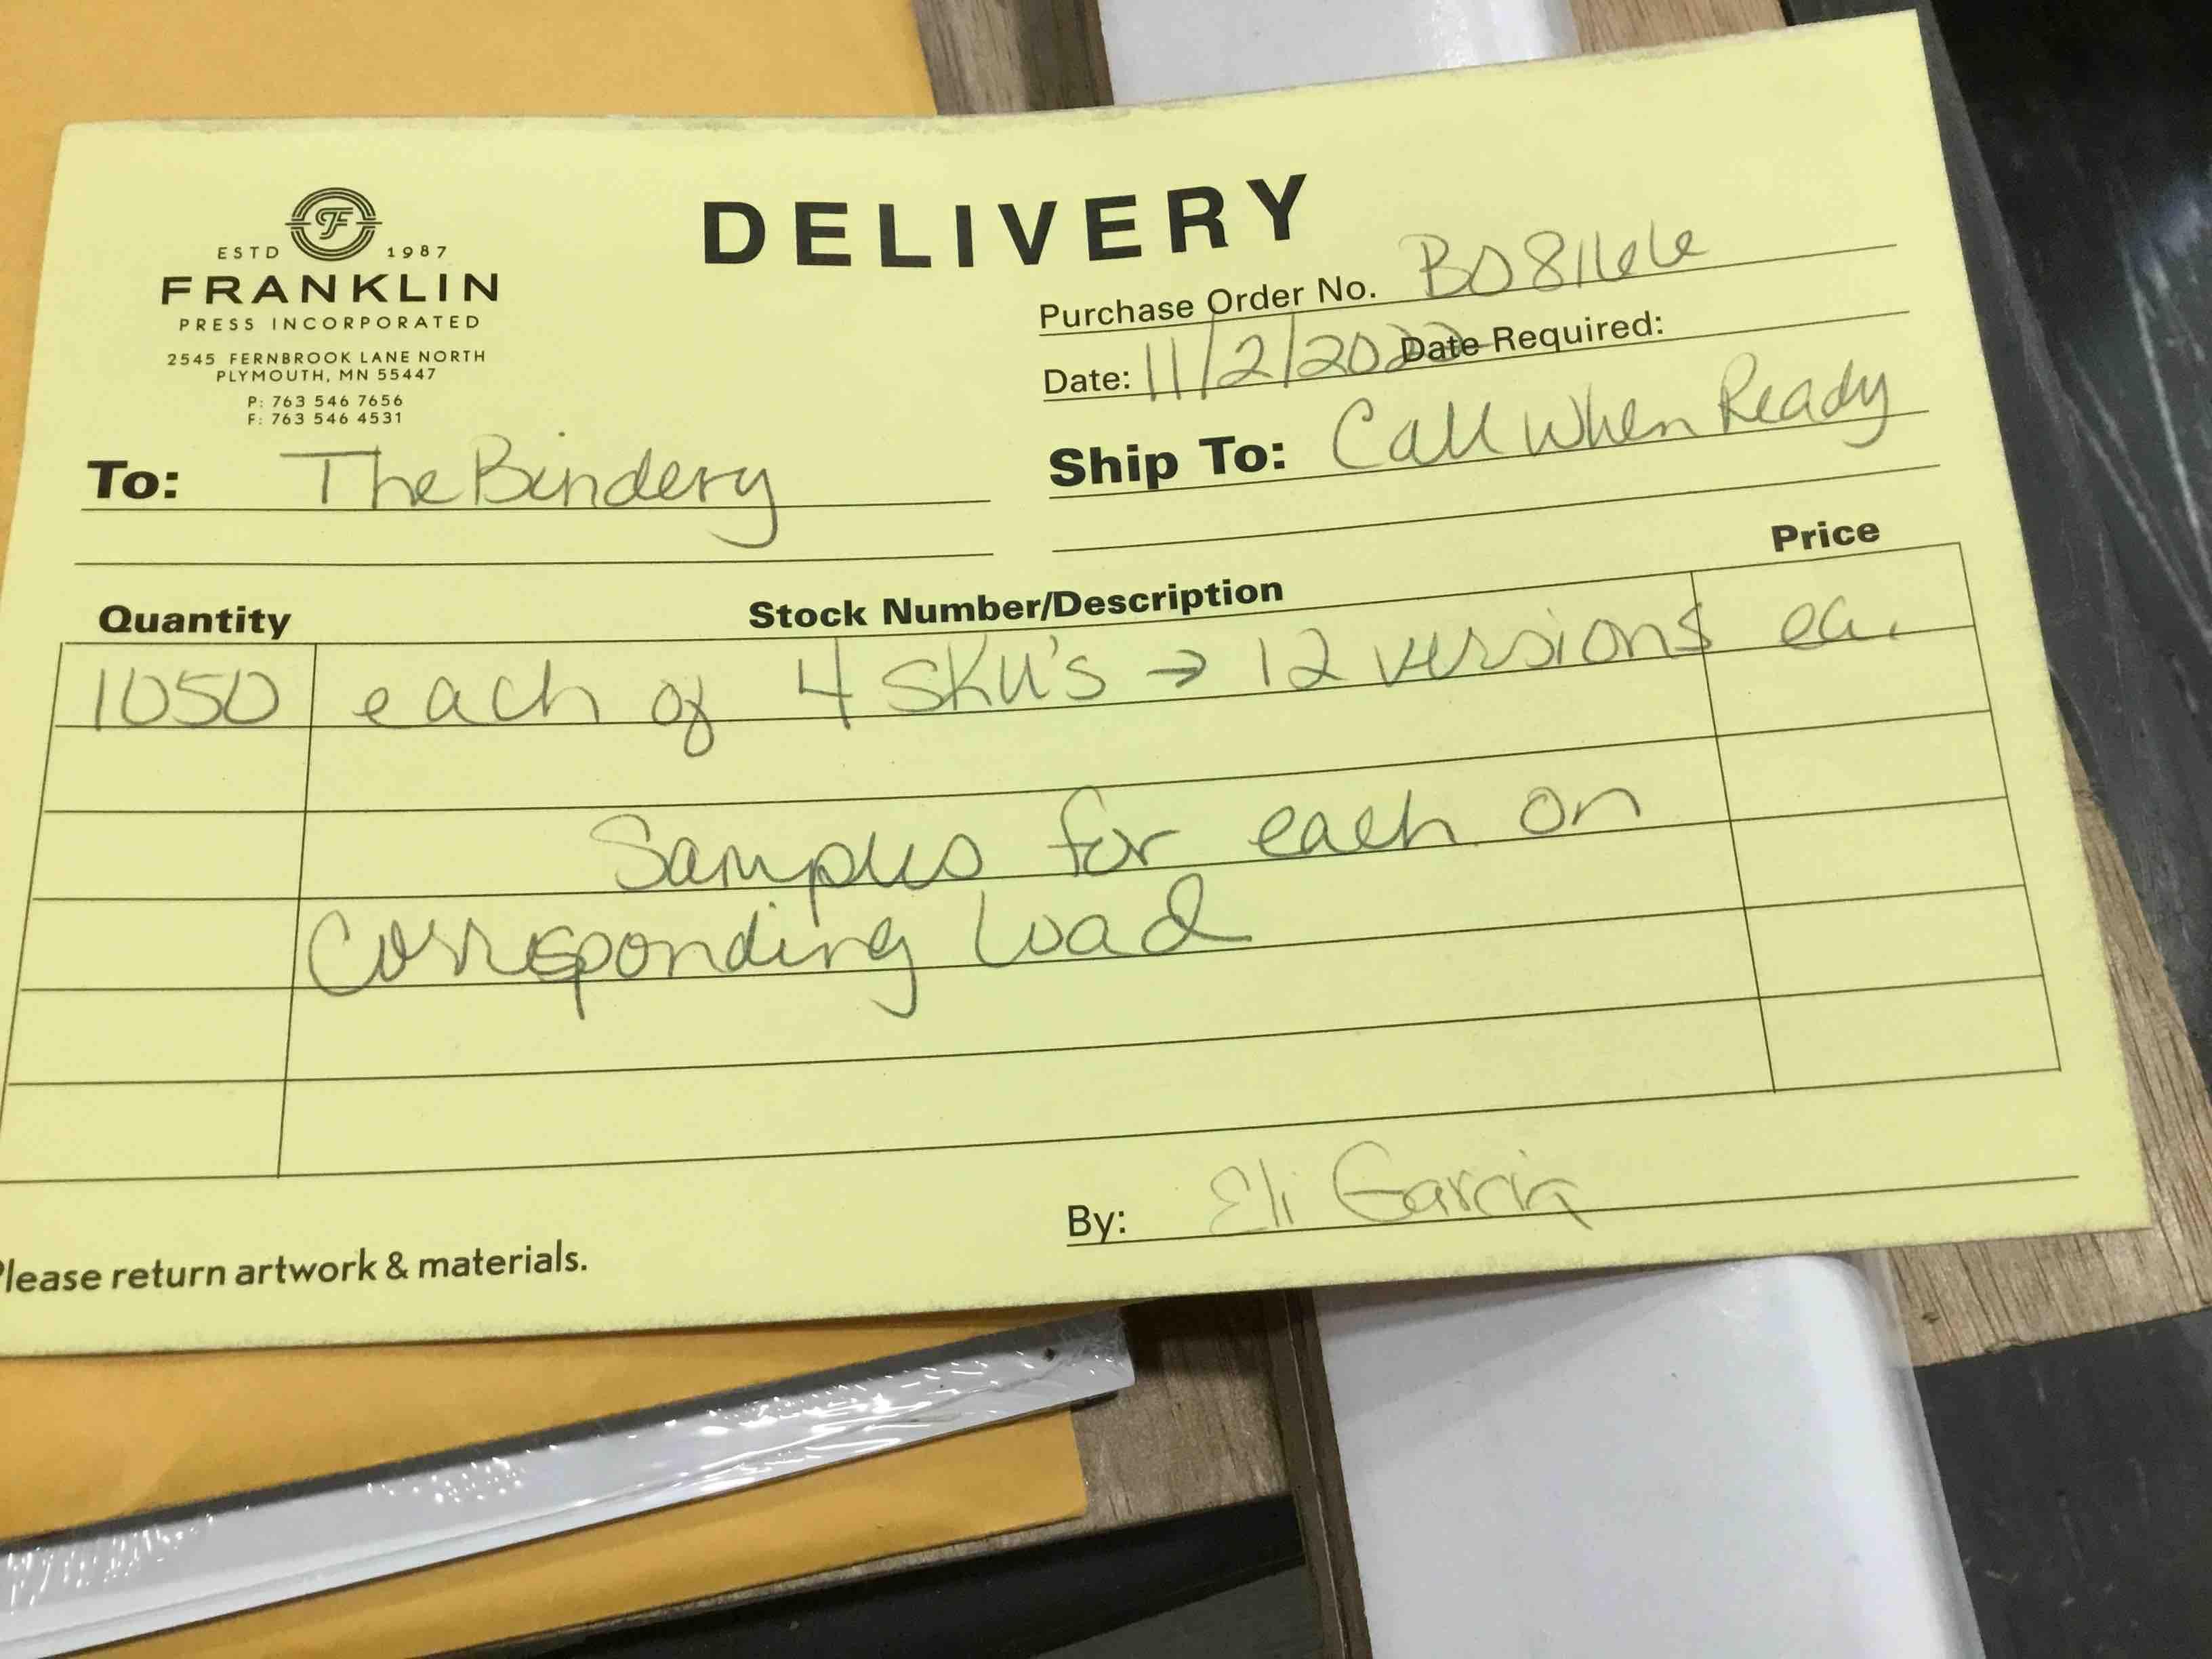 ESTD F 1987
FRANKLIN
PRESS INCORPORATED
2545 FERNBROOK LANE NORTH
PLYMOUTH, MN 55447
P: 763 546 7656
F: 763 546 4531
DELIVERY
Purchase Order No. BO81666
Date: 11/2/2022 Date Required:
To: The Bindery
Ship To: Call When Ready
Quantity Stock Number/Description Price
1050 each of 4 SKU's → 12 versions ea.
Samples for each on
Corresponding Load
By: Eli Garcia
Please return artwork & materials.